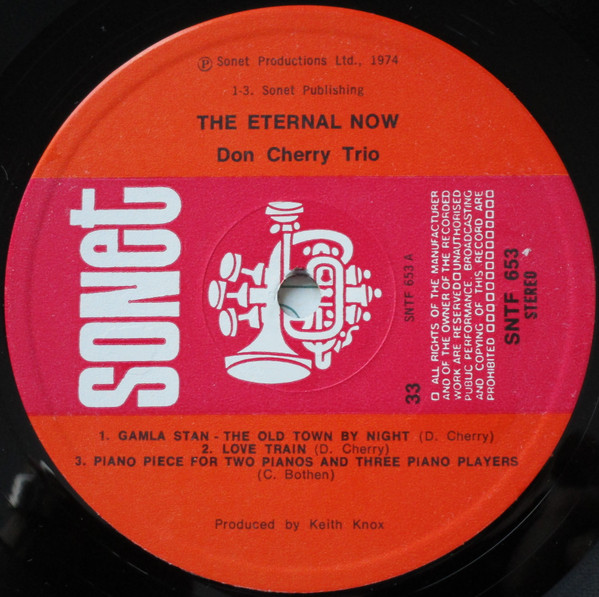 ℗ Sonet Productions Ltd., 1974
1-3. Sonet Publishing
THE ETERNAL NOW
Don Cherry Trio
sonet
SNTF 653 A
33
□ ALL RIGHTS OF THE MANUFACTURER
AND OF THE OWNER OF THE RECORDED
WORK ARE RESERVED□UNAUTHORISED
PUBLIC PERFORMANCE, BROADCASTING
AND COPYING OF THIS RECORD ARE
PROHIBITED □□□□□□□□□□□□□
SNTF 653
STEREO
1. GAMLA STAN - THE OLD TOWN BY NIGHT (D. Cherry)
2. LOVE TRAIN (D. Cherry)
3. PIANO PIECE FOR TWO PIANOS AND THREE PIANO PLAYERS
(C. Bothen)
Produced by Keith Knox